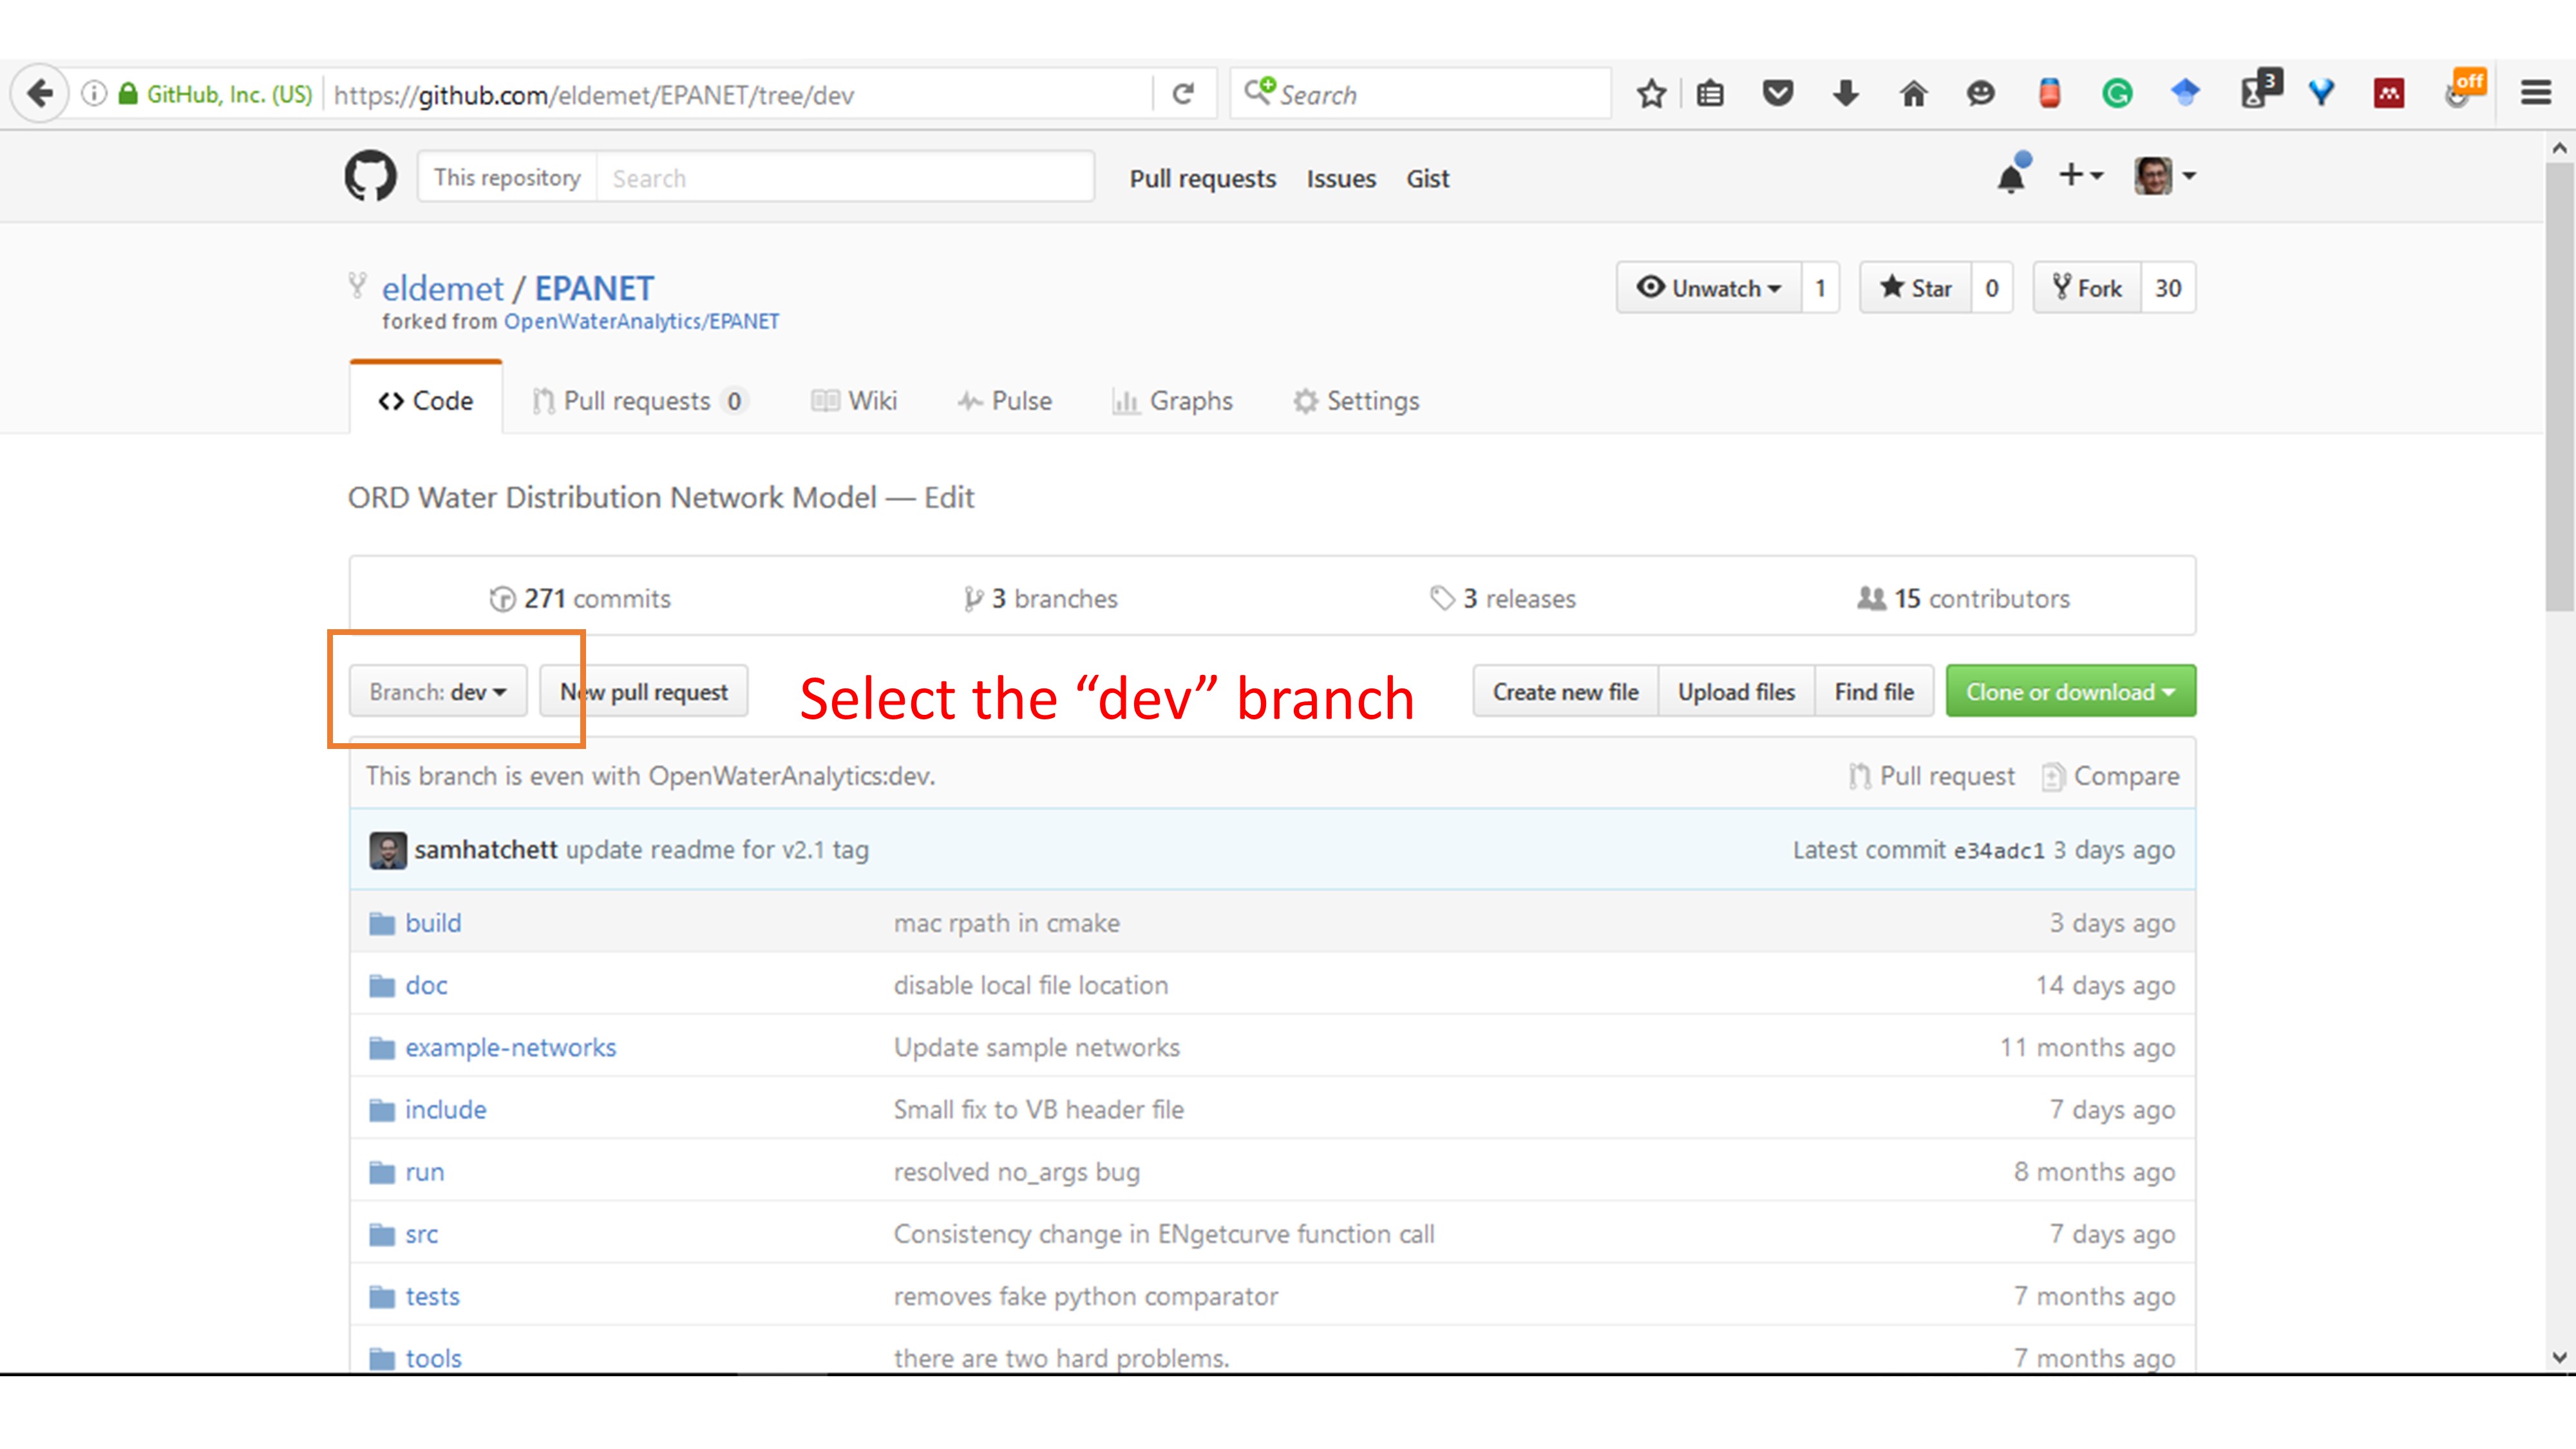 GitHub, Inc. (US) https://github.com/eldemet/EPANET/tree/dev Search 3 off
This repository Search Pull requests Issues Gist
eldemet / EPANET Unwatch 1 Star 0 Fork 30
forked from OpenWaterAnalytics/EPANET
Code Pull requests 0 Wiki Pulse Graphs Settings
ORD Water Distribution Network Model — Edit
271 commits 3 branches 3 releases 15 contributors
Branch: dev New pull request Select the “dev” branch Create new file Upload files Find file Clone or download
This branch is even with OpenWaterAnalytics:dev. Pull request Compare
samhatchett update readme for v2.1 tag Latest commit e34adc1 3 days ago
build mac rpath in cmake 3 days ago
doc disable local file location 14 days ago
example-networks Update sample networks 11 months ago
include Small fix to VB header file 7 days ago
run resolved no_args bug 8 months ago
src Consistency change in ENgetcurve function call 7 days ago
tests removes fake python comparator 7 months ago
tools there are two hard problems. 7 months ago